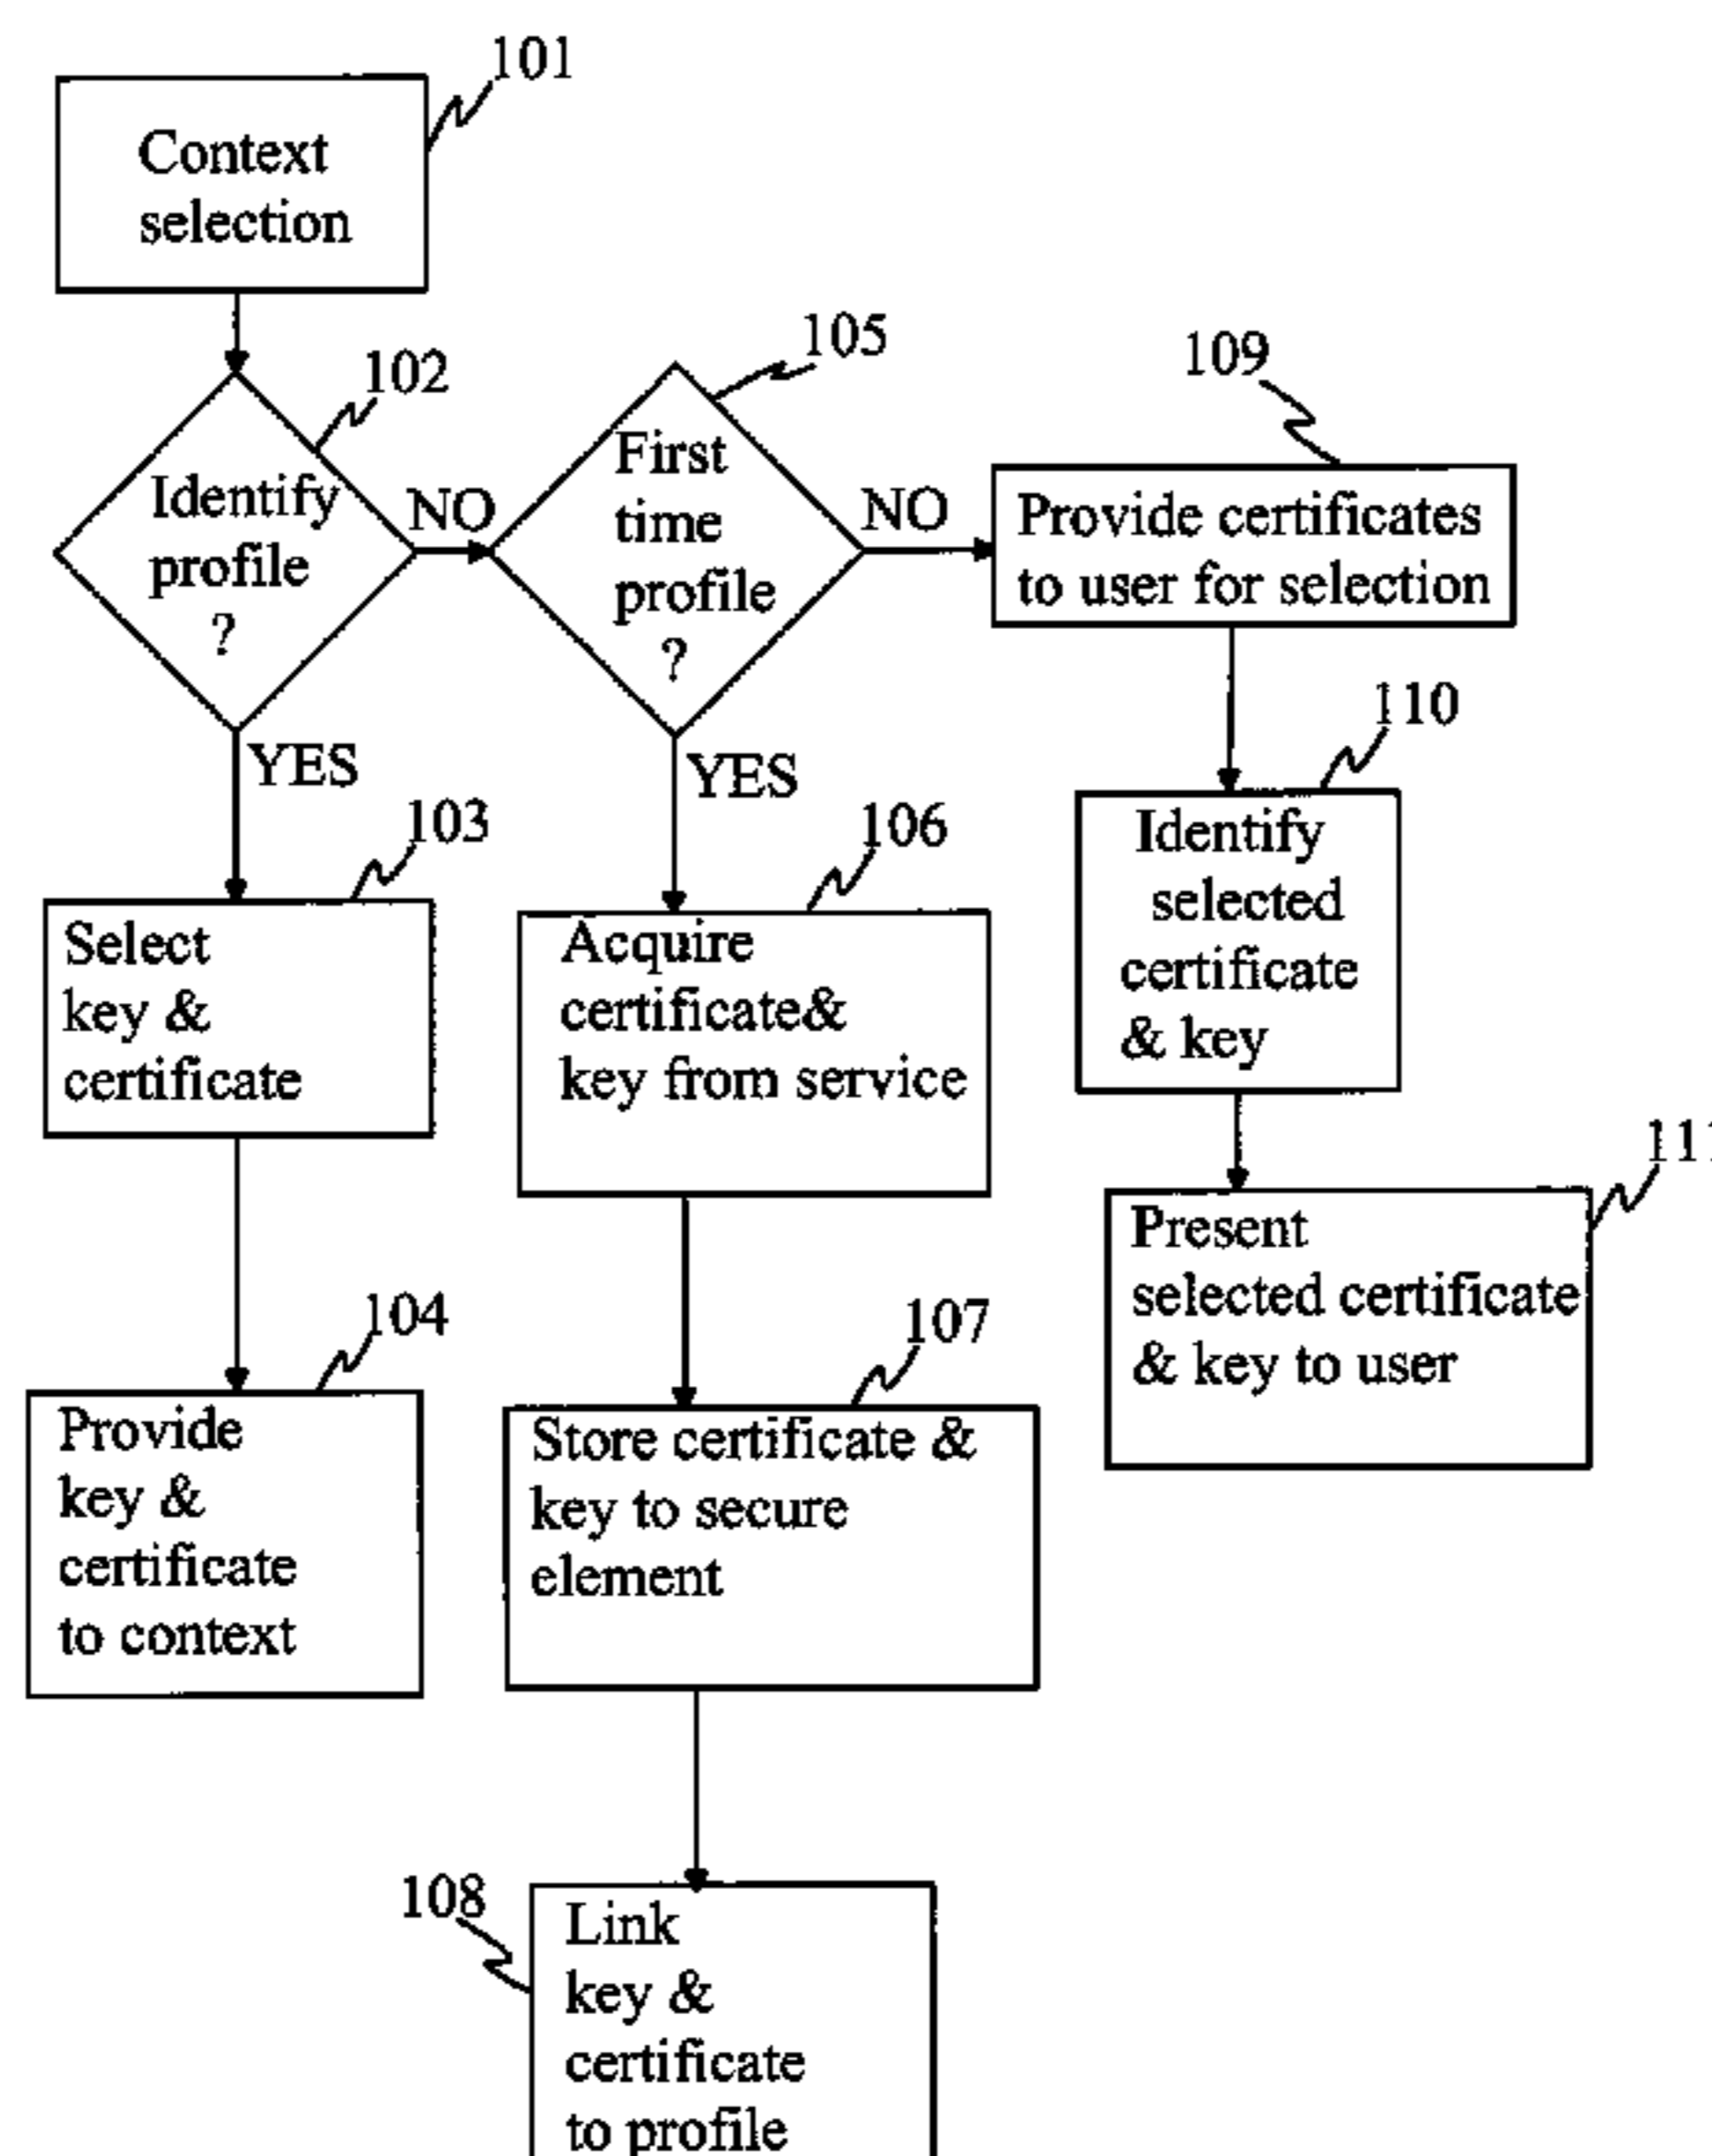 101
Context
selection
102
Identify
profile
?
NO
YES
105
First
time
profile
?
NO
YES
109
Provide certificates
to user for selection
103
Select
key &
certificate
106
Acquire
certificate&
key from service
110
Identify
selected
certificate
& key
104
Provide
key &
certificate
to context
107
Store certificate &
key to secure
element
111
Present
selected certificate
& key to user
108
Link
key &
certificate
to profile